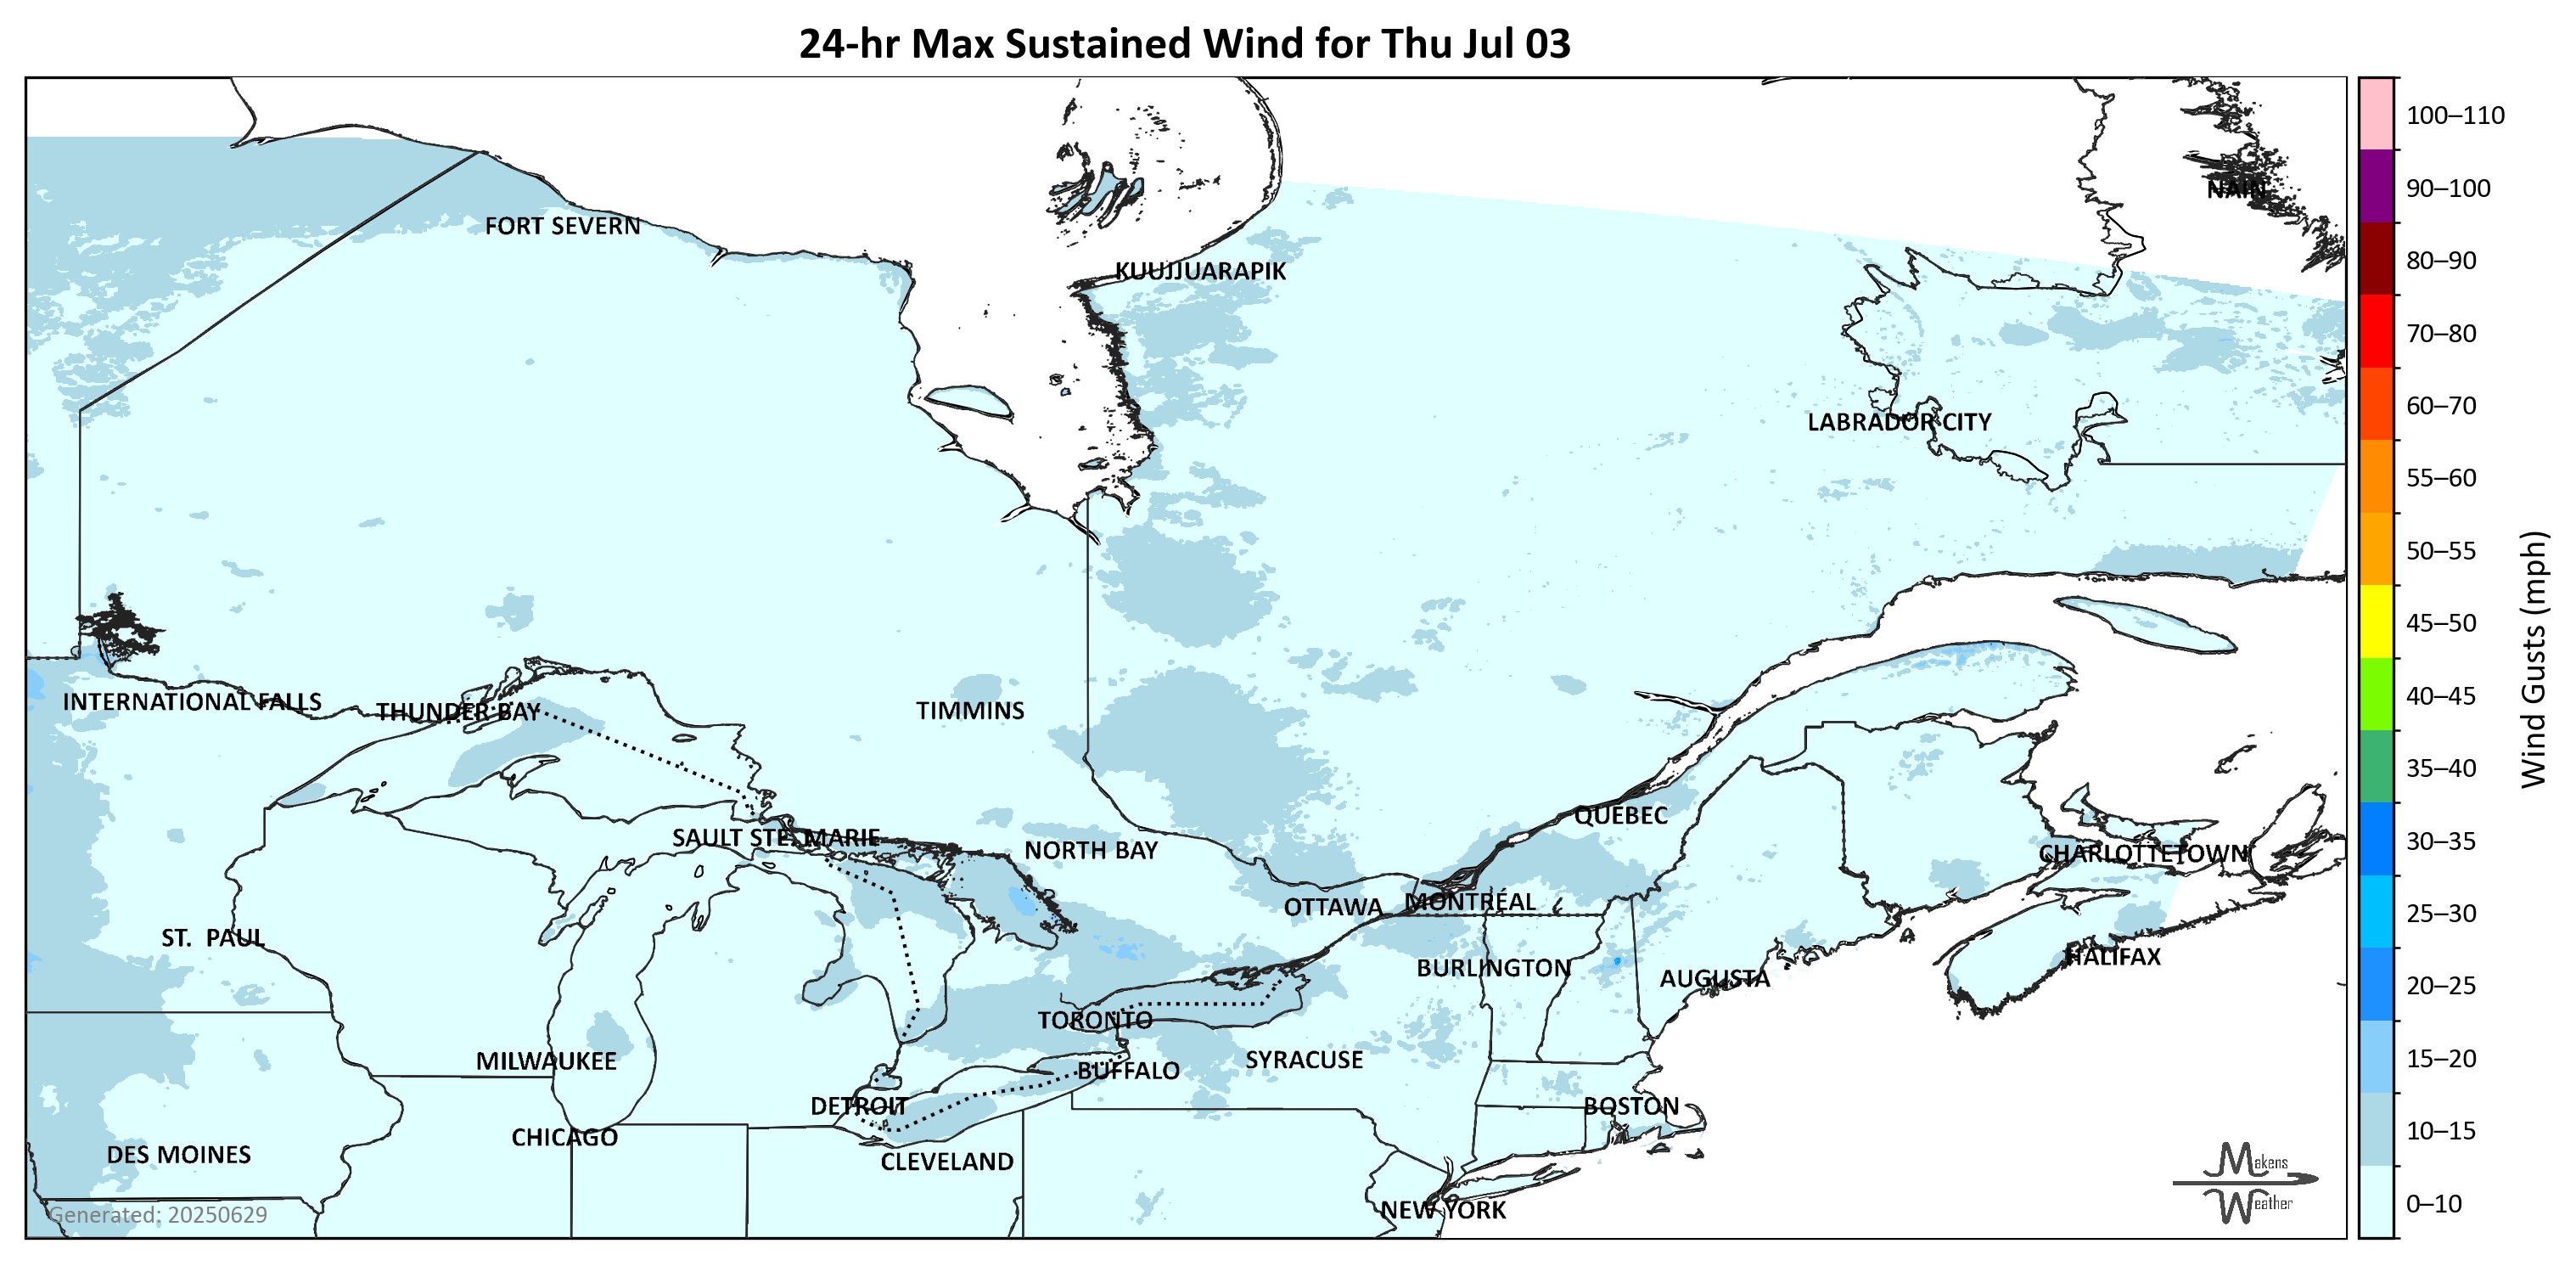 24-hr Max Sustained Wind for Thu Jul 03
100–110
90–100
NAIN
FORT SEVERN
80–90
KUUJJUARAPIK
70–80
60–70
LABRADOR CITY
55–60
50–55
45–50
Wind Gusts (mph)
INTERNATIONAL FALLS
THUNDER BAY
TIMMINS
40–45
35–40
QUÉBEC
SAULT STE. MARIE
NORTH BAY
CHARLOTTETOWN
30–35
OTTAWA
MONTRÉAL
25–30
ST. PAUL
HALIFAX
BURLINGTON
AUGUSTA
20–25
TORONTO
MILWAUKEE
SYRACUSE
15–20
BUFFALO
DETROIT
BOSTON
CHICAGO
10–15
DES MOINES
CLEVELAND
Makens
Weather
NEW YORK
0–10
Generated: 20250629